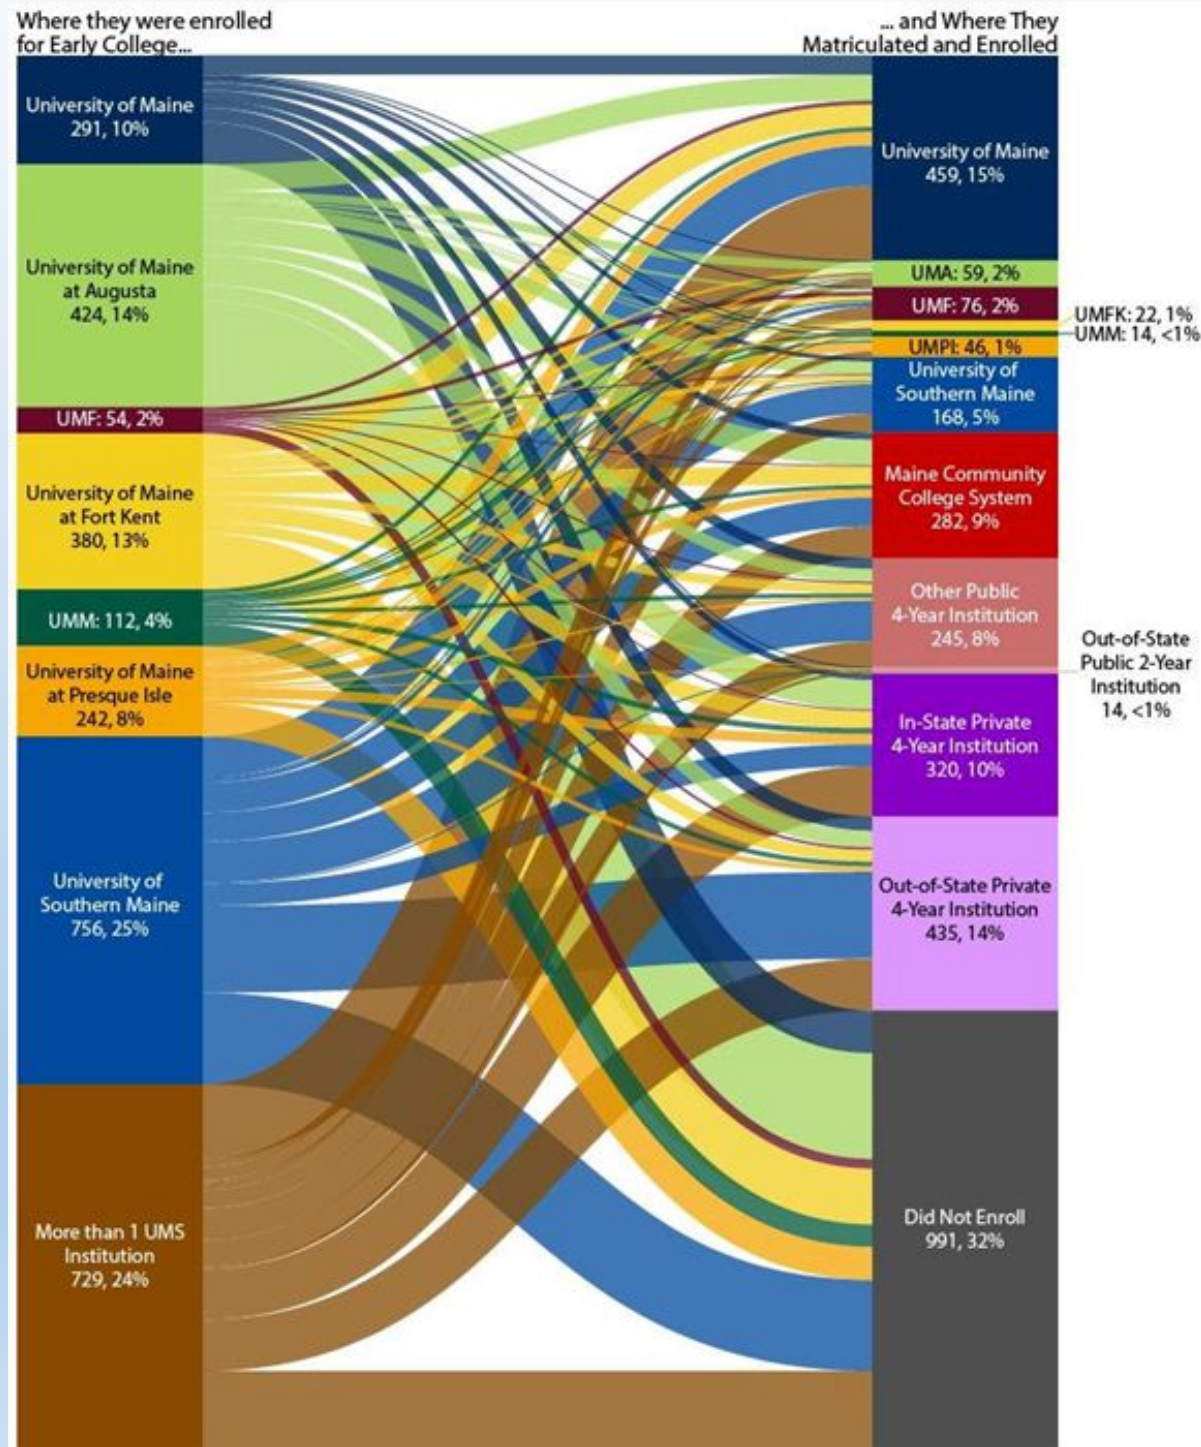 Where they were enrolled
for Early College...
... and Where They
Matriculated and Enrolled
University of Maine
291, 10%
University of Maine
at Augusta
424, 14%
UMF: 54, 2%
University of Maine
at Fort Kent
380, 13%
UMM: 112, 4%
University of Maine
at Presque Isle
242, 8%
University of
Southern Maine
756, 25%
More than 1 UMS
Institution
729, 24%
University of Maine
459, 15%
UMA: 59, 2%
UMF: 76, 2%
UMFK: 22, 1%
UMM: 14, <1%
UMPI: 46, 1%
University of
Southern Maine
168, 5%
Maine Community
College System
282, 9%
Other Public
4-Year Institution
245, 8%
Out-of-State
Public 2-Year
Institution
14, <1%
In-State Private
4-Year Institution
320, 10%
Out-of-State Private
4-Year Institution
435, 14%
Did Not Enroll
991, 32%